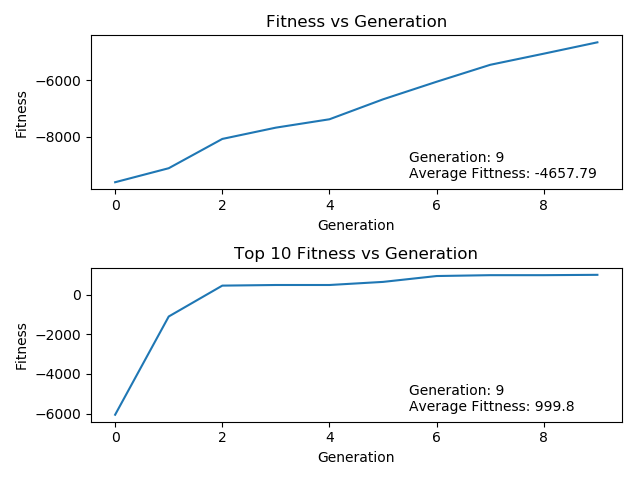 Fitness vs Generation
Fitness
−6000
−8000
Generation: 9
Average Fittness: -4657.79
0 2 4 6 8
Generation
Top 10 Fitness vs Generation
Fitness
0
−2000
−4000
−6000
Generation: 9
Average Fittness: 999.8
0 2 4 6 8
Generation